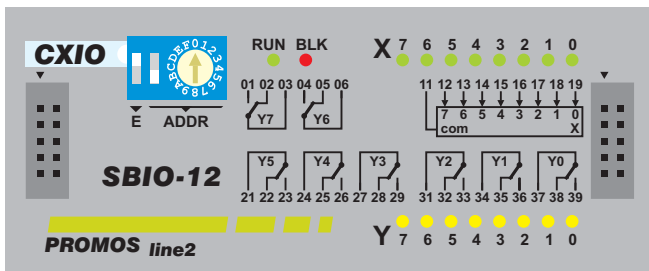 CXIO
0123456789ABCDEF
E ADDR
RUN BLK
X 7 6 5 4 3 2 1 0
01 02 03 04 05 06
Y7 Y6
11 12 13 14 15 16 17 18 19
7 6 5 4 3 2 1 0
com X
SBIO-12
Y5 Y4 Y3 Y2 Y1 Y0
21 22 23 24 25 26 27 28 29 31 32 33 34 35 36 37 38 39
PROMOS line2
Y 7 6 5 4 3 2 1 0